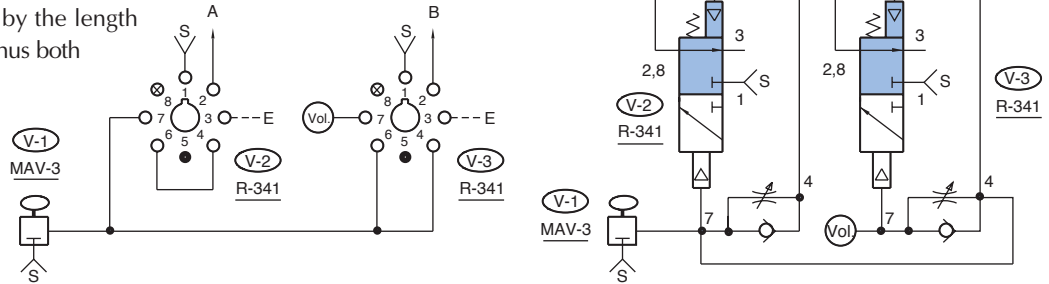 by the length
nus both
A
S
1
2
3
4
5
6
7
8
E
V-1
MAV-3
V-2
R-341
S
B
S
1
2
3
4
5
6
7
8
Vol.
E
V-3
R-341
3
2,8
S
1
V-2
R-341
4
7
V-1
MAV-3
S
3
2,8
S
1
V-3
R-341
4
7
Vol.